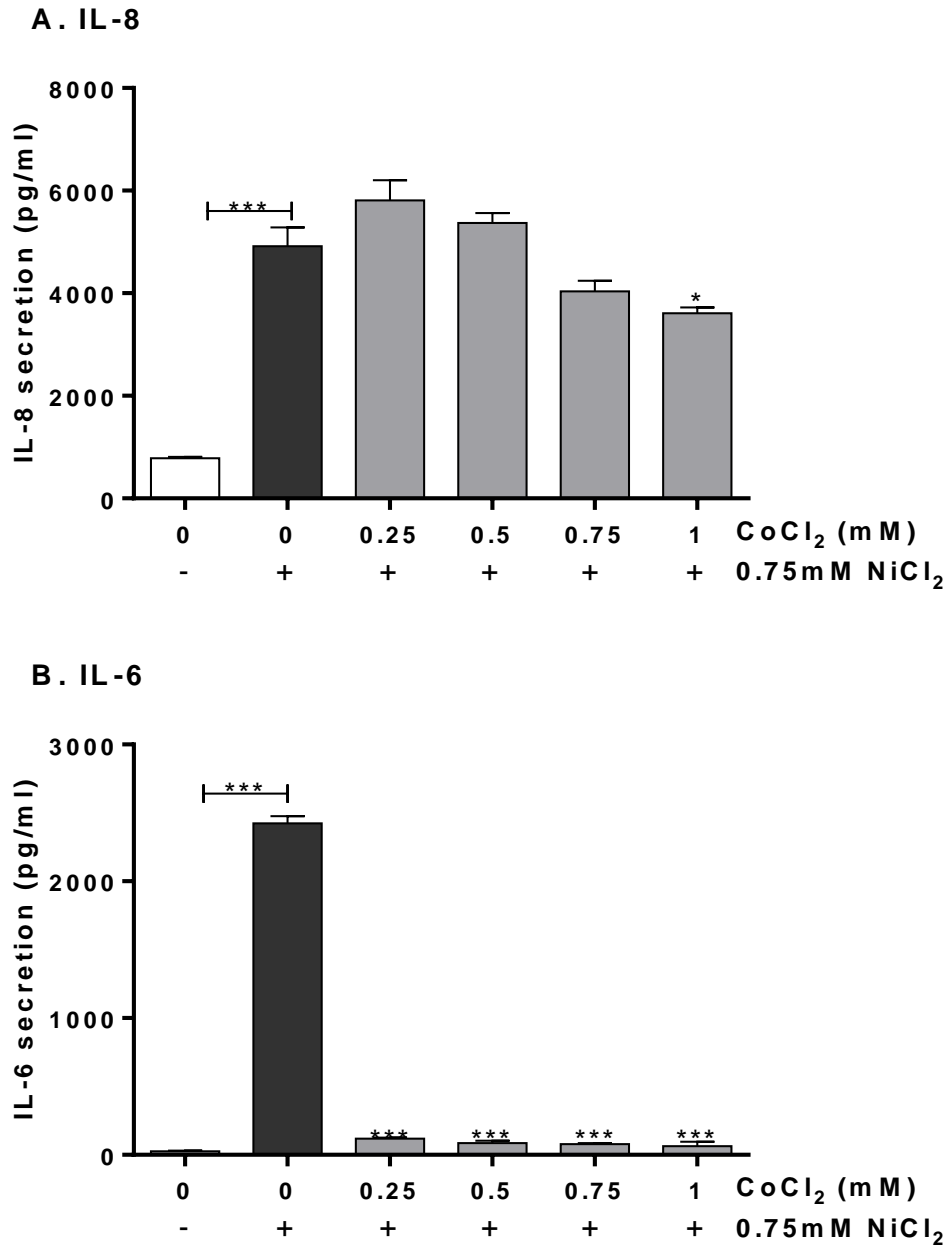 A. IL-8
IL-8 secretion (pg/ml)
8000
6000
4000
2000
0
***
*
0 0 0.25 0.5 0.75 1 CoCl₂ (mM)
- + + + + + 0.75mM NiCl₂
B. IL-6
IL-6 secretion (pg/ml)
3000
2000
1000
0
***
*** *** *** ***
0 0 0.25 0.5 0.75 1 CoCl₂ (mM)
- + + + + + 0.75mM NiCl₂